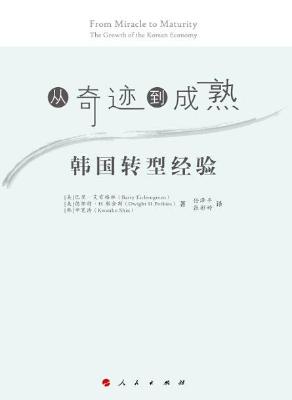 From Miracle to Maturity
The Growth of the Korean Economy
从奇迹到成熟
韩国转型经验
[美]巴里·艾肯格林(Barry Eichengreen)
[美]德怀特·H.珀金斯(Dwight H. Perkins) 著
[韩]申宽浩(Kwanho Shin)
任泽平
张彩婷 译
人民出版社